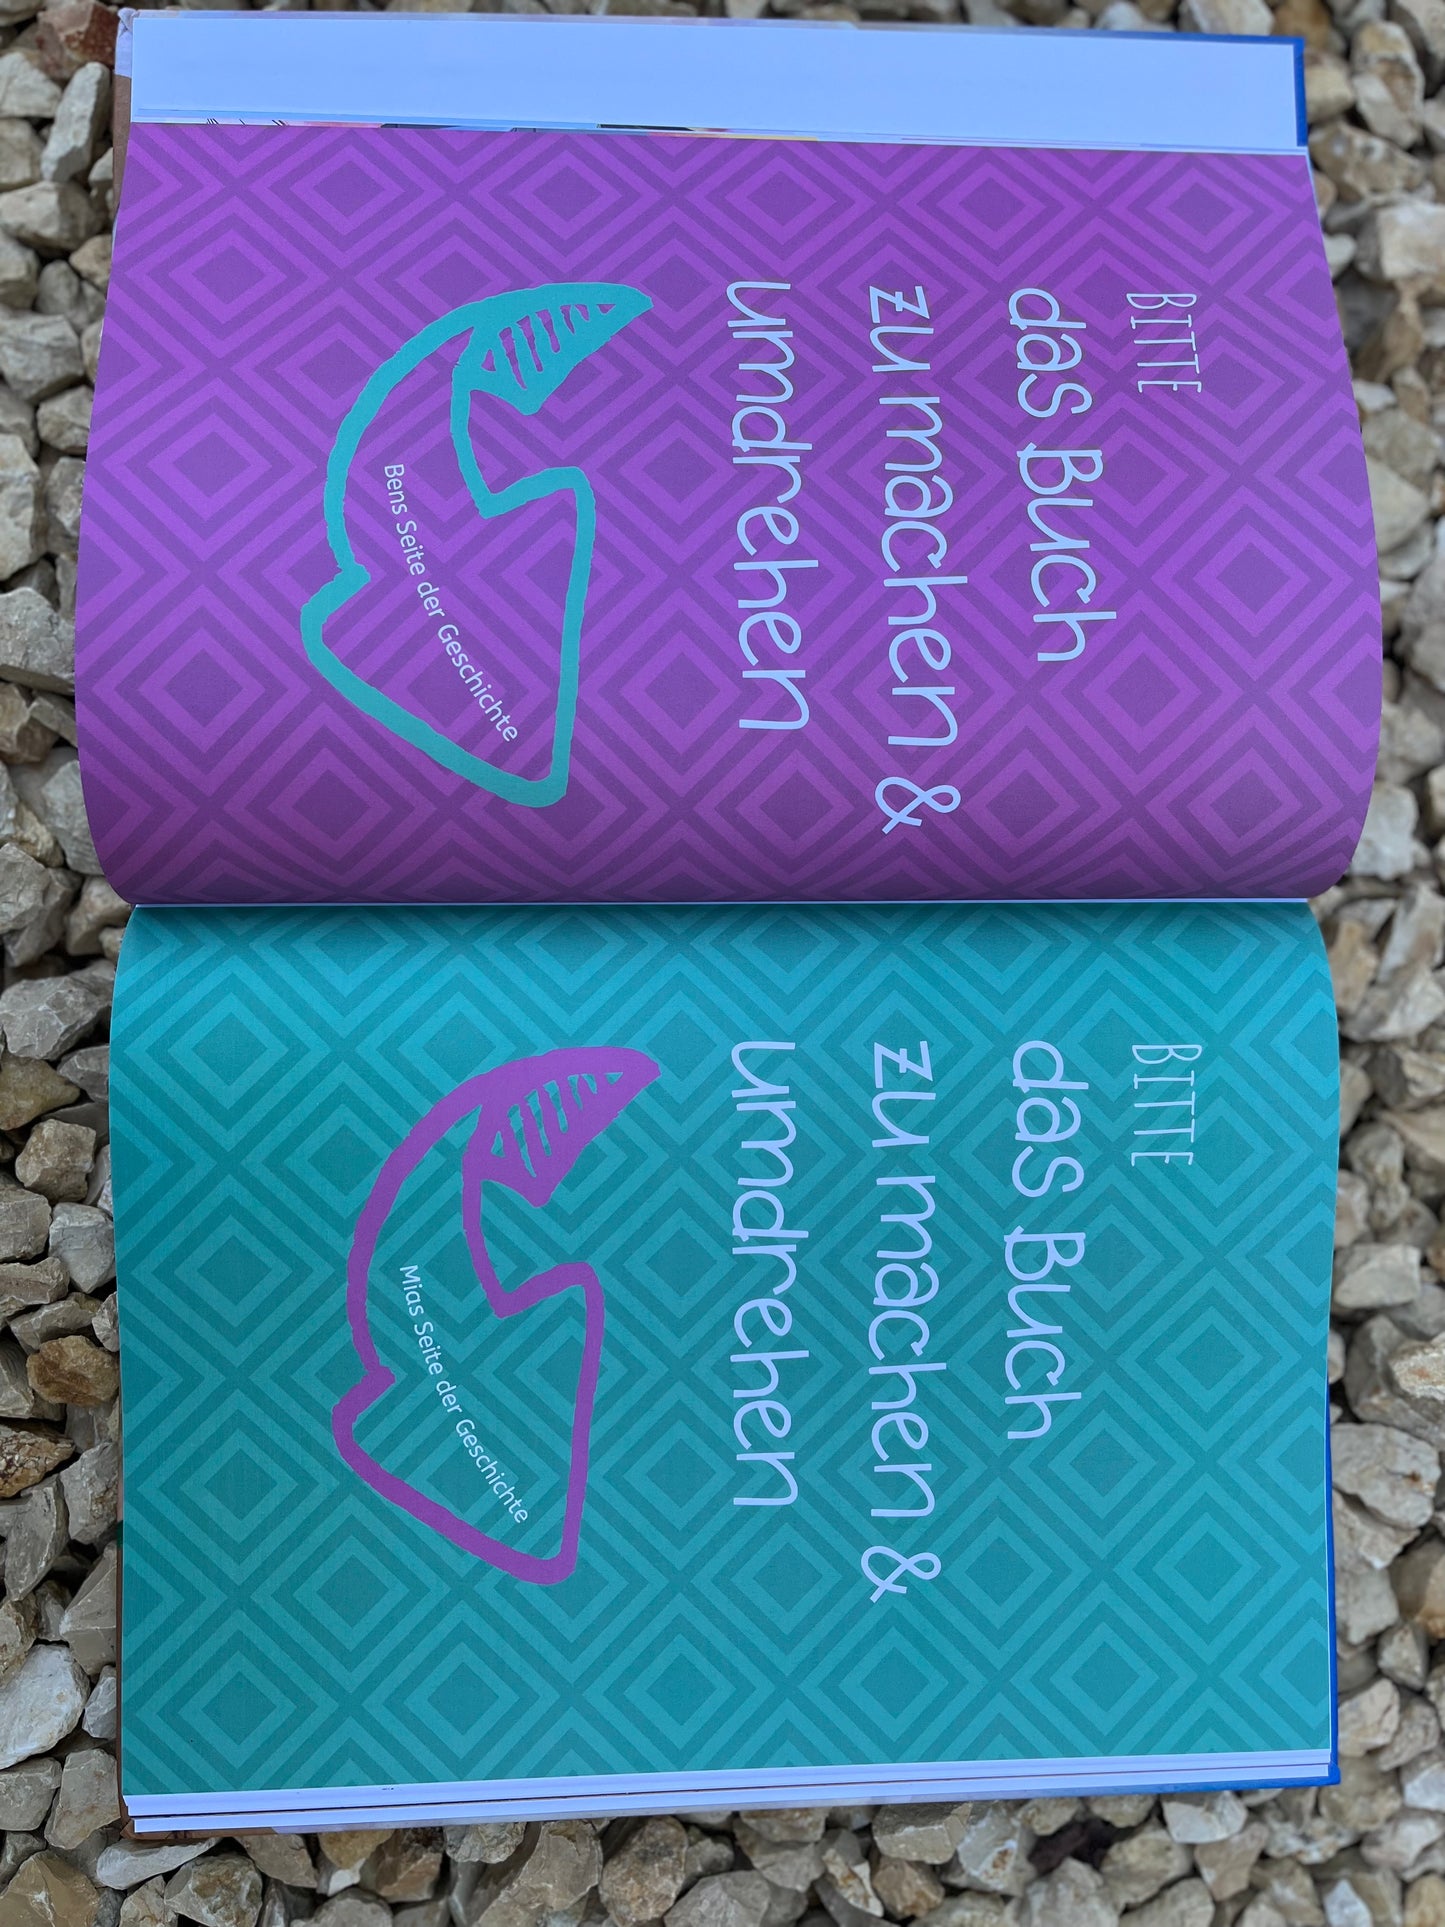 BITTE
das Buch
zu machen &
umdrehen
Bens Seite der Geschichte
BITTE
das Buch
zu machen &
umdrehen
Mias Seite der Geschichte